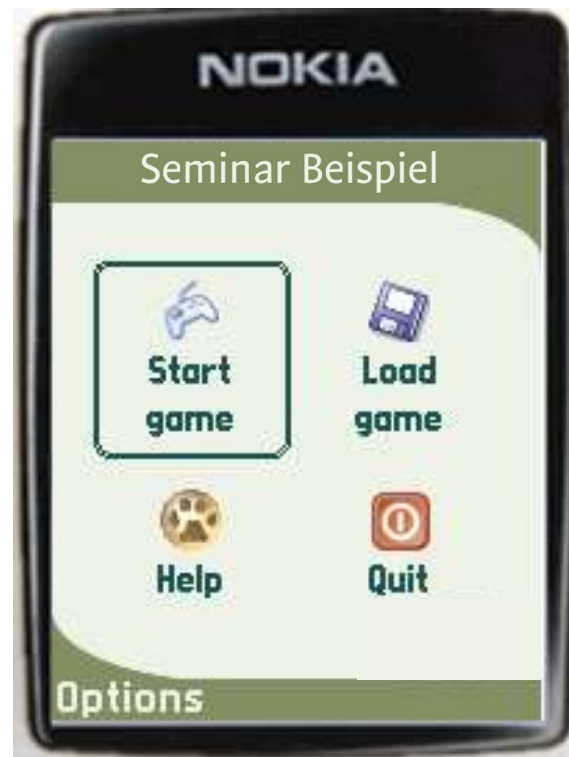 NOKIA
Seminar Beispiel
Start
game
Load
game
Help
Quit
Options